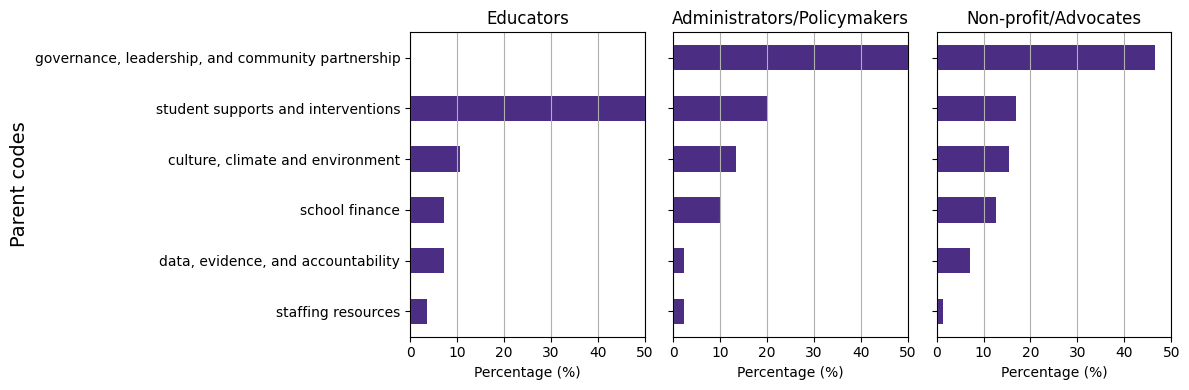 Educators
Administrators/Policymakers
Non-profit/Advocates
Parent codes
governance, leadership, and community partnership
student supports and interventions
culture, climate and environment
school finance
data, evidence, and accountability
staffing resources
0 10 20 30 40 50
0 10 20 30 40 50
0 10 20 30 40 50
Percentage (%)
Percentage (%)
Percentage (%)